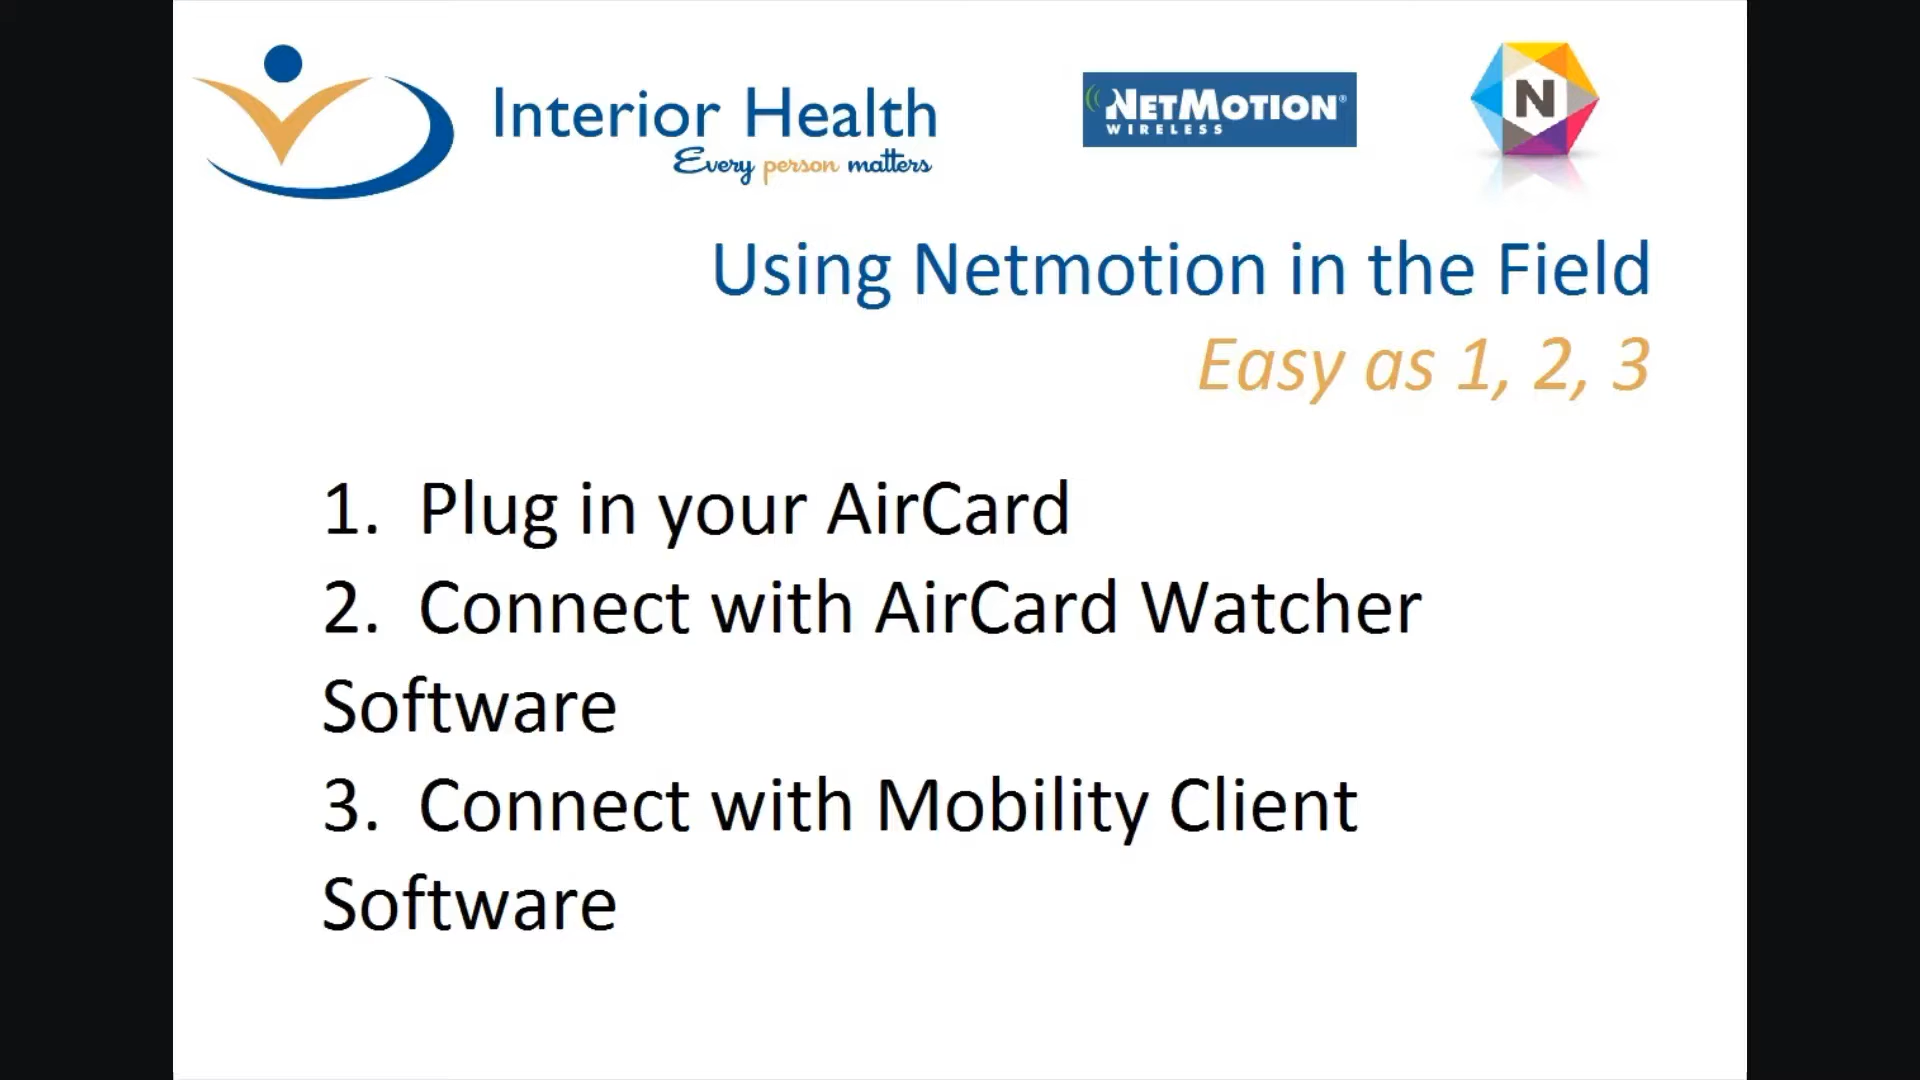 Interior Health
Every person matters
NETMOTION®
WIRELESS
N
Using Netmotion in the Field
Easy as 1, 2, 3
1. Plug in your AirCard
2. Connect with AirCard Watcher
Software
3. Connect with Mobility Client
Software